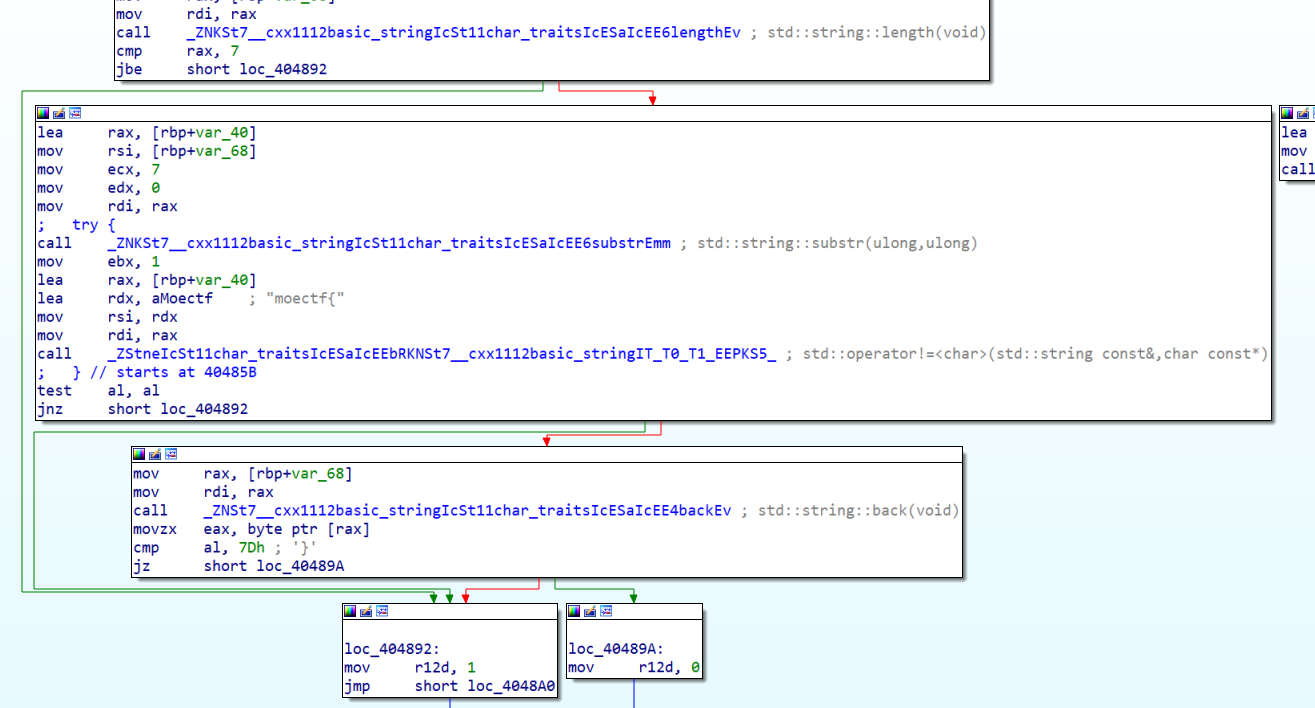 mov rdi, rax
call _ZNKSt7__cxx1112basic_stringIcSt11char_traitsIcESaIcEE6lengthEv ; std::string::length(void)
cmp rax, 7
jbe short loc_404892
lea rax, [rbp+var_40]
mov rsi, [rbp+var_68]
mov ecx, 7
mov edx, 0
mov rdi, rax
; try {
call _ZNKSt7__cxx1112basic_stringIcSt11char_traitsIcESaIcEE6substrEmm ; std::string::substr(ulong,ulong)
mov ebx, 1
lea rax, [rbp+var_40]
lea rdx, aMoectf ; "moectf{"
mov rsi, rdx
mov rdi, rax
call _ZStneIcSt11char_traitsIcESaIcEEbRKNSt7__cxx1112basic_stringIT_T0_T1_EEPKS5_ ; std::operator!=<char>(std::string const&,char const*)
; } // starts at 40485B
test al, al
jnz short loc_404892
lea
mov
call
mov rax, [rbp+var_68]
mov rdi, rax
call _ZNSt7__cxx1112basic_stringIcSt11char_traitsIcESaIcEE4backEv ; std::string::back(void)
movzx eax, byte ptr [rax]
cmp al, 7Dh ; '}'
jz short loc_40489A
loc_404892:
mov r12d, 1
jmp short loc_4048A0
loc_40489A:
mov r12d, 0